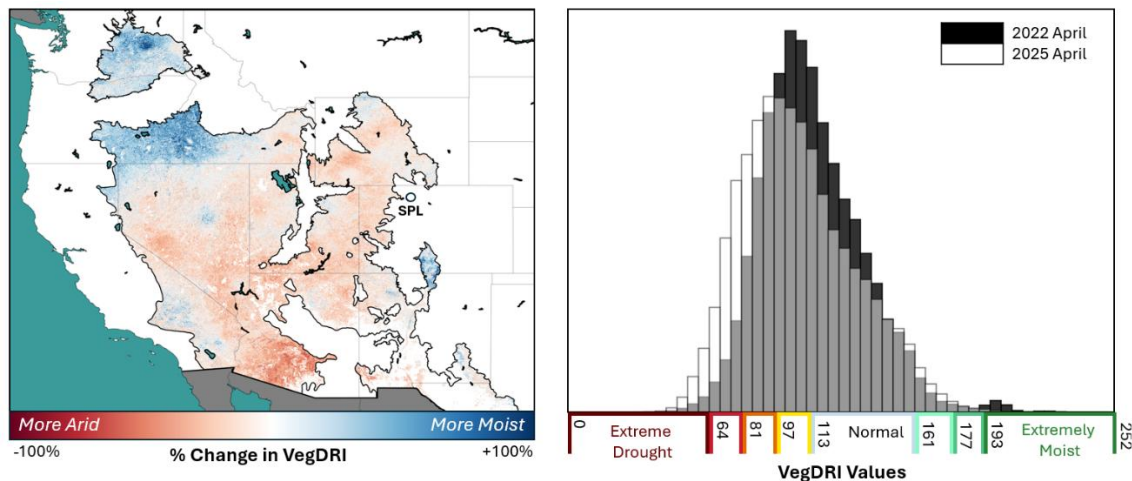 SPL
More Arid
More Moist
-100%
% Change in VegDRI
+100%
2022 April
2025 April
0
Extreme
Drought
64
81
97
113
Normal
161
177
193
Extremely
Moist
252
VegDRI Values